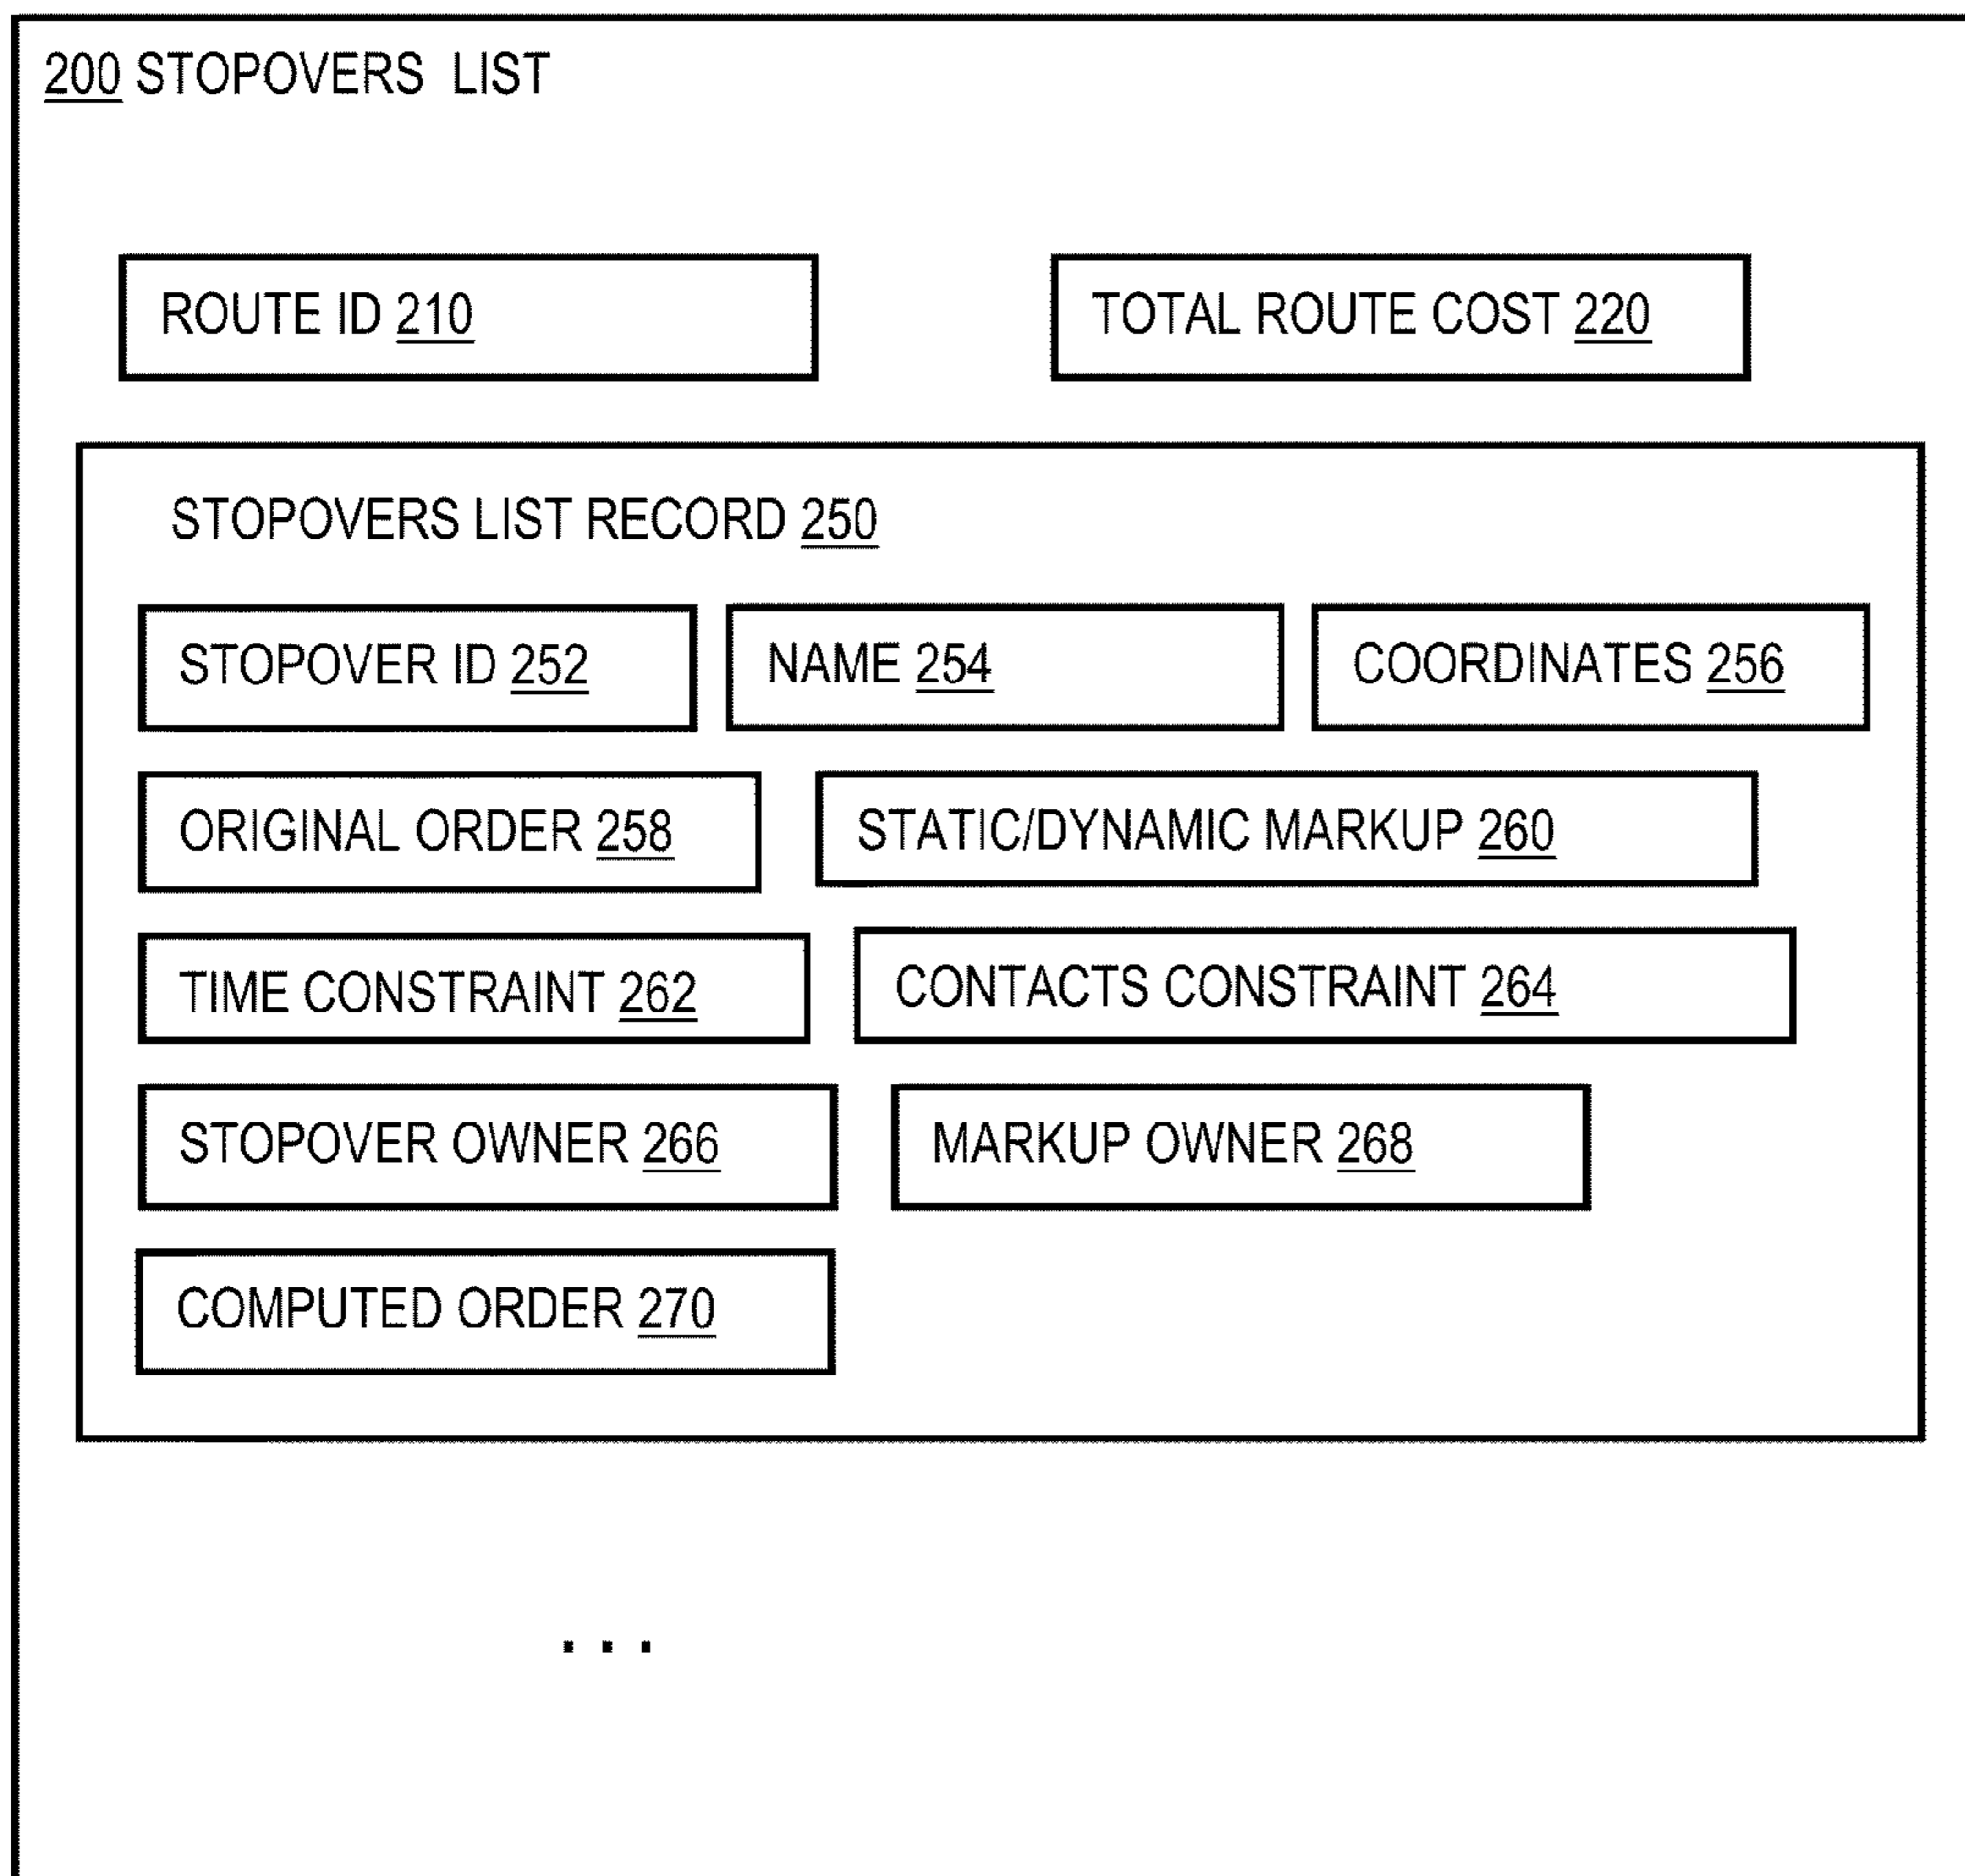 200 STOPOVERS LIST
ROUTE ID 210
TOTAL ROUTE COST 220
STOPOVERS LIST RECORD 250
STOPOVER ID 252
NAME 254
COORDINATES 256
ORIGINAL ORDER 258
STATIC/DYNAMIC MARKUP 260
TIME CONSTRAINT 262
CONTACTS CONSTRAINT 264
STOPOVER OWNER 266
MARKUP OWNER 268
COMPUTED ORDER 270
...